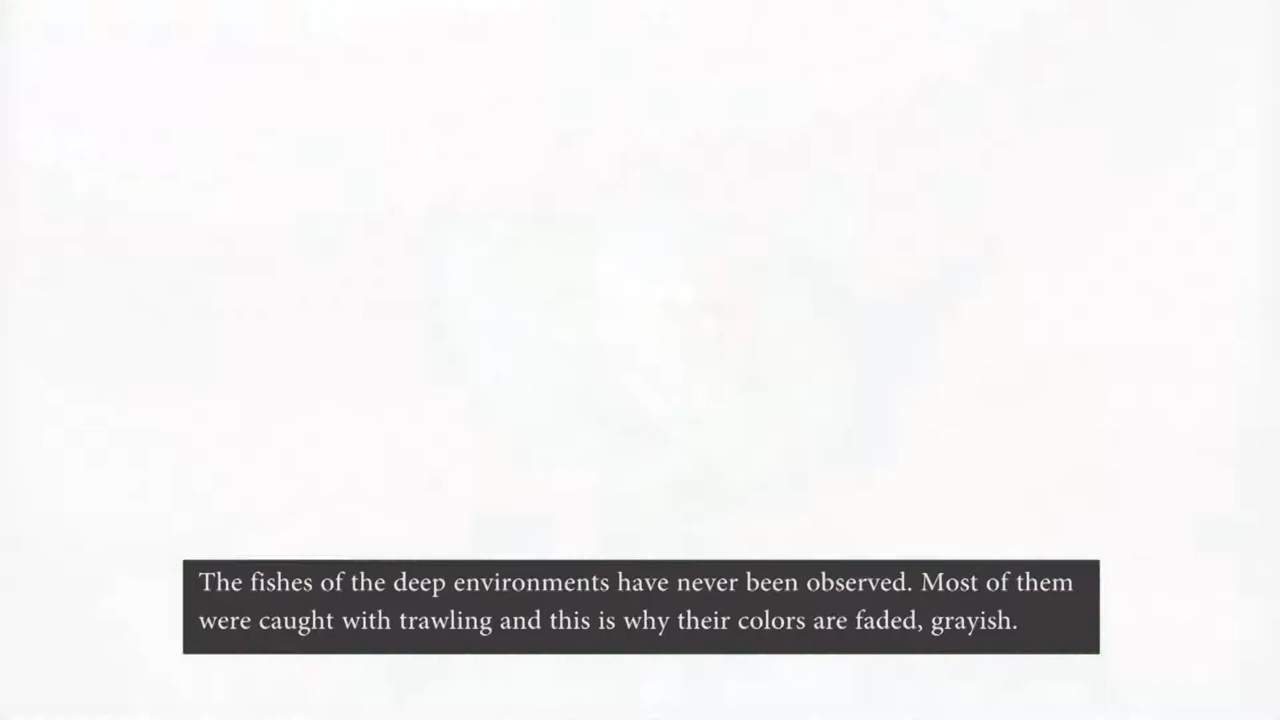 The fishes of the deep environments have never been observed. Most of them
were caught with trawling and this is why their colors are faded, grayish.